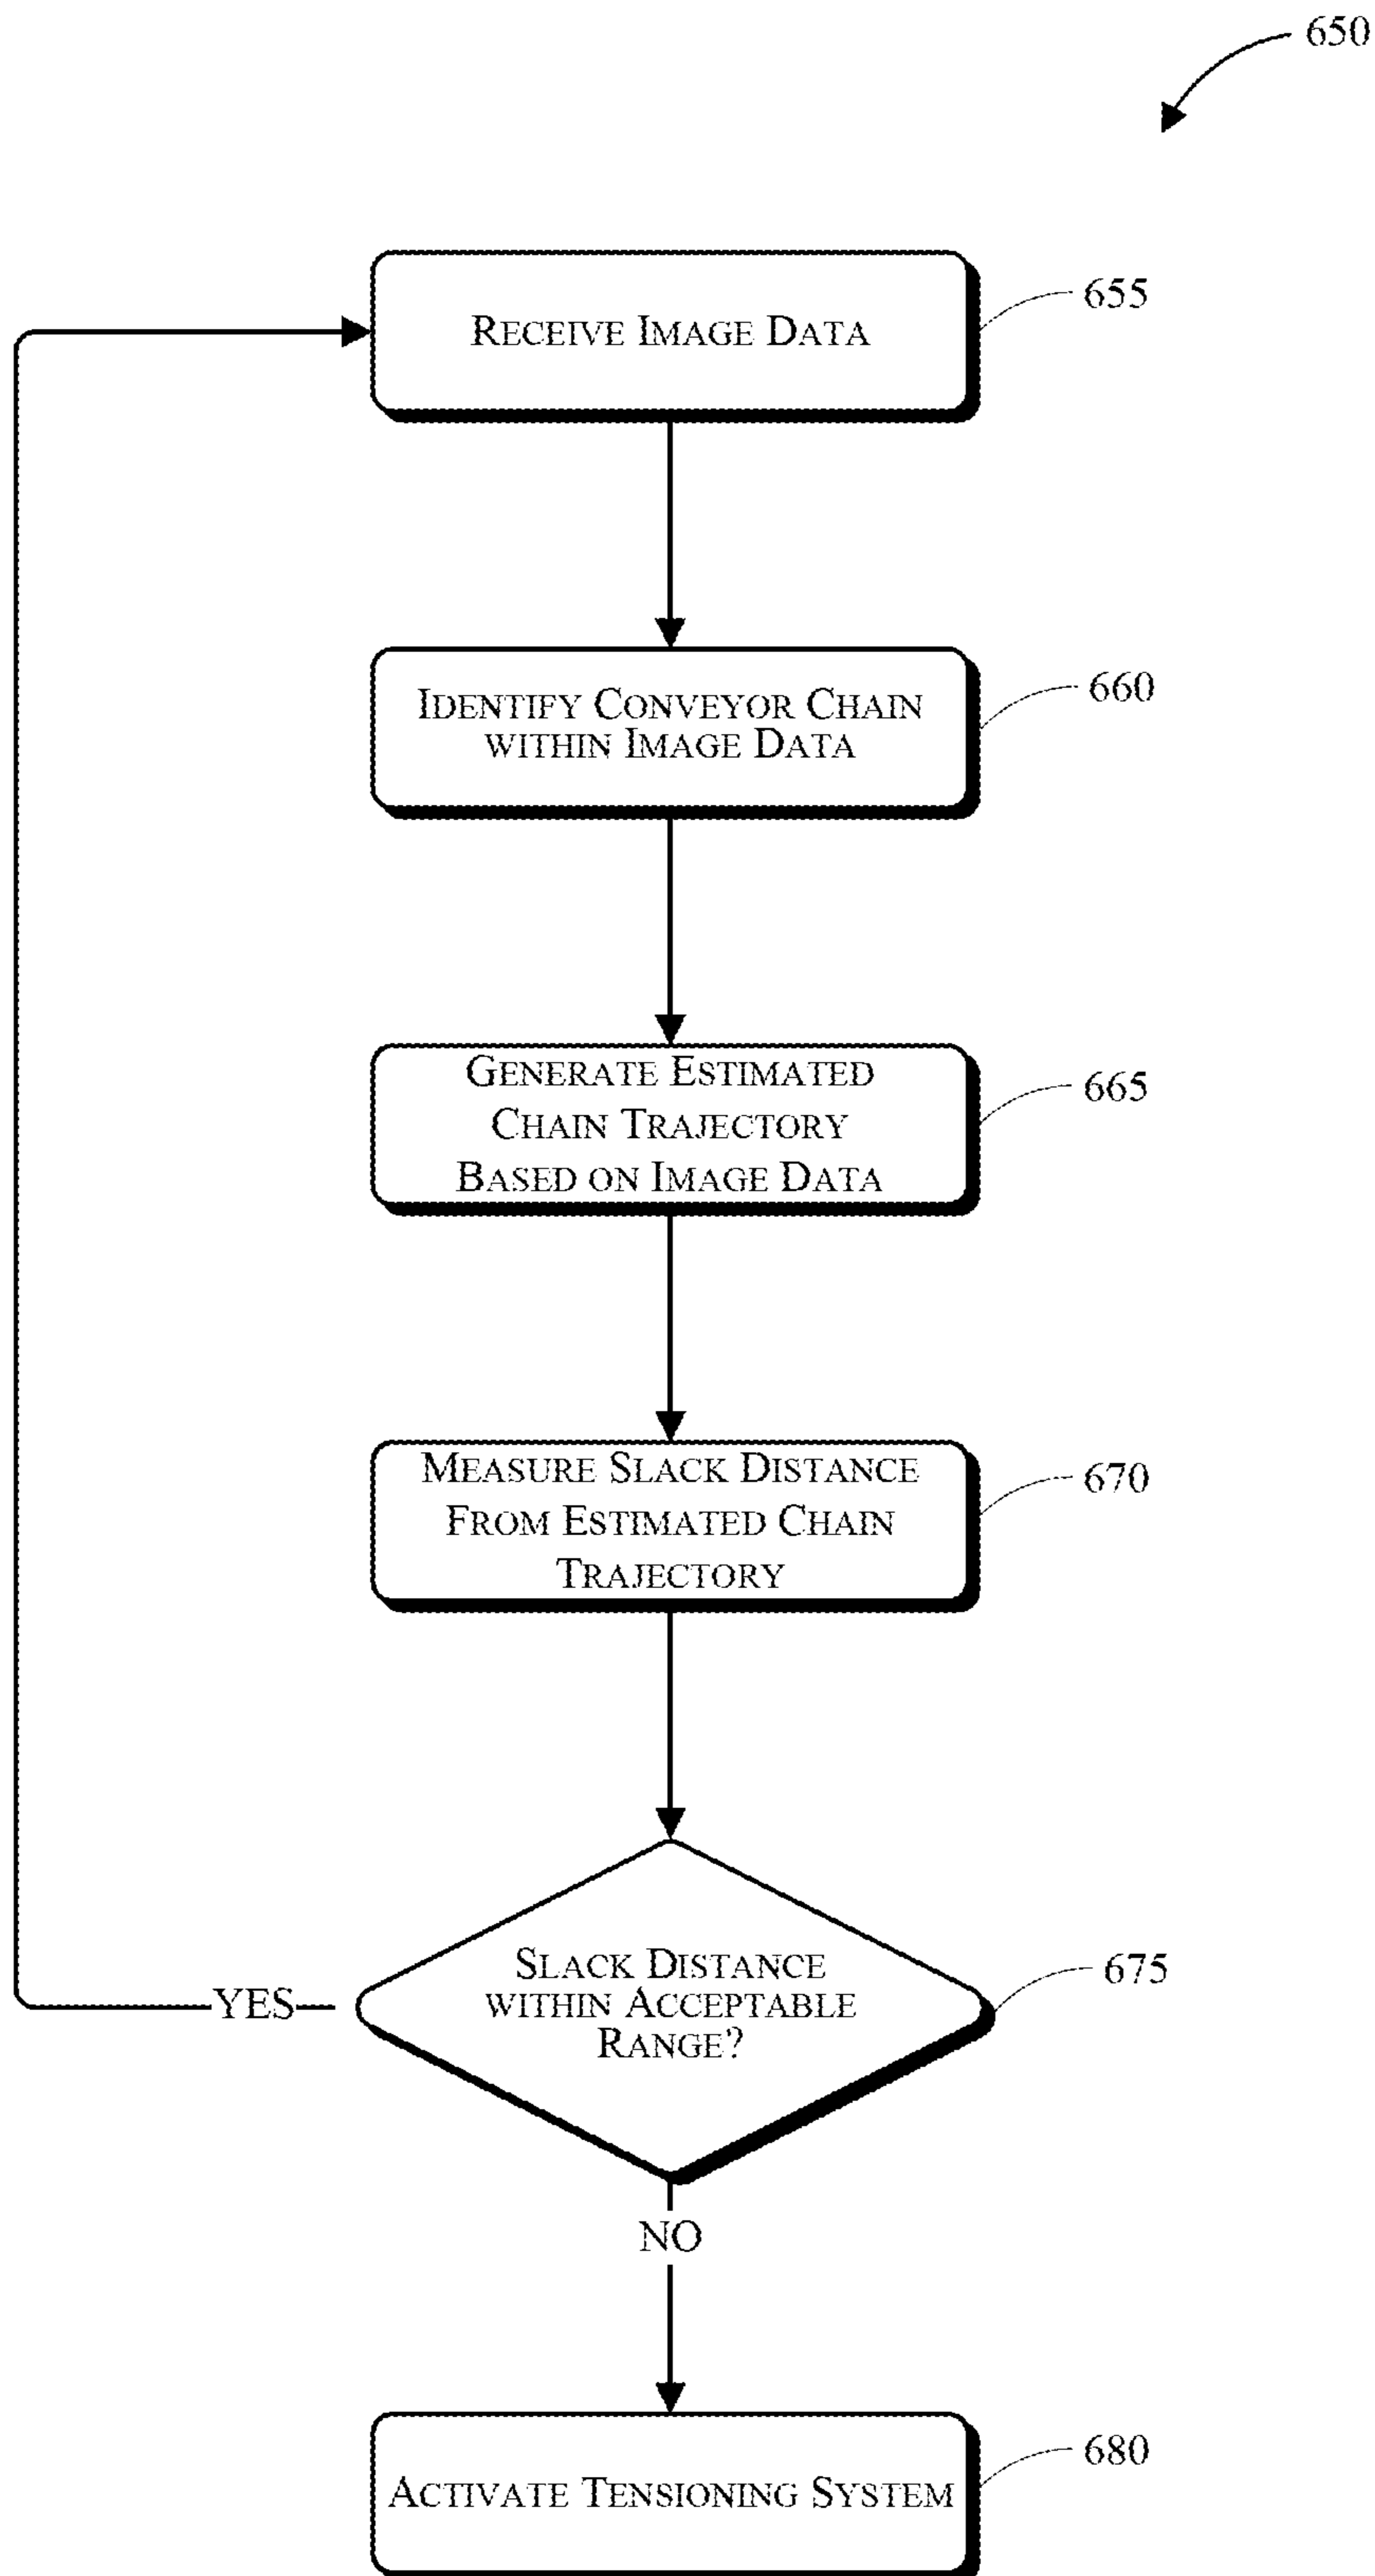 650
RECEIVE IMAGE DATA
655
IDENTIFY CONVEYOR CHAIN
WITHIN IMAGE DATA
660
GENERATE ESTIMATED
CHAIN TRAJECTORY
BASED ON IMAGE DATA
665
MEASURE SLACK DISTANCE
FROM ESTIMATED CHAIN
TRAJECTORY
670
SLACK DISTANCE
WITHIN ACCEPTABLE
RANGE?
675
YES
NO
ACTIVATE TENSIONING SYSTEM
680